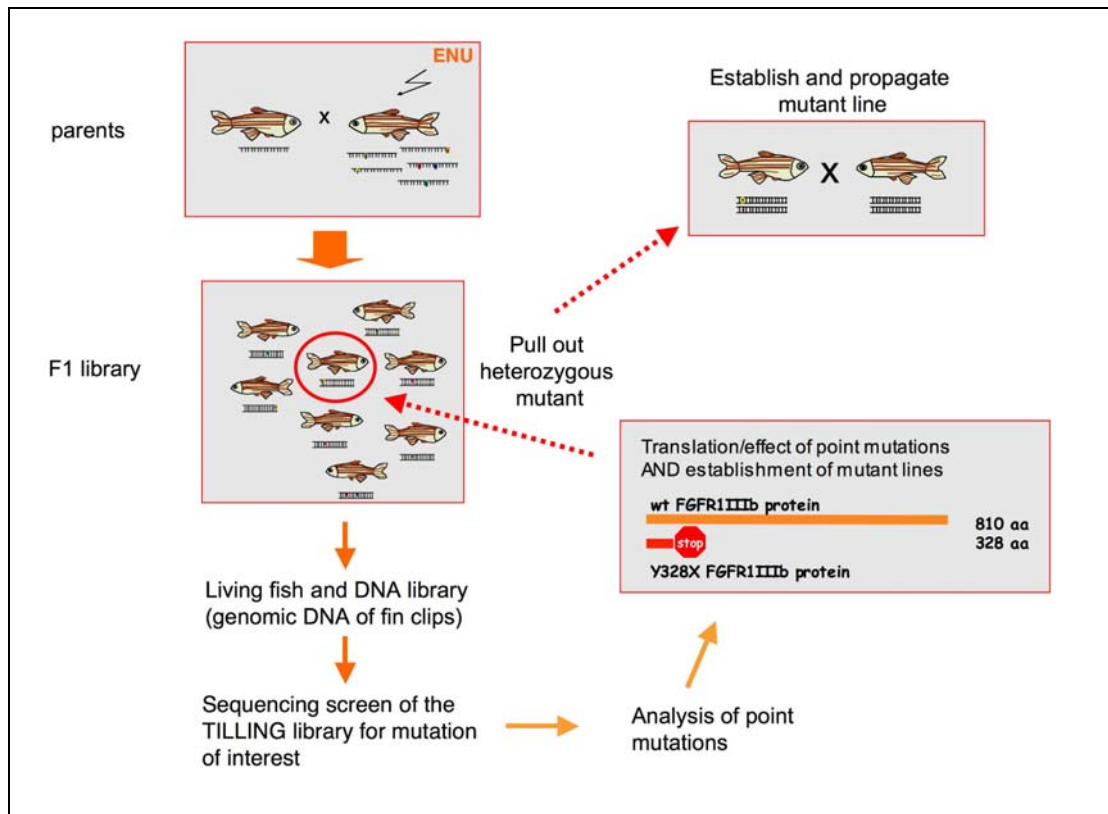 ENU
parents
x
Establish and propagate
mutant line
X
F1 library
Pull out
heterozygous
mutant
Translation/effect of point mutations
AND establishment of mutant lines
wt FGFR1IIIb protein
810 aa
stop
328 aa
Y328X FGFR1IIIb protein
Living fish and DNA library
(genomic DNA of fin clips)
Sequencing screen of the
TILLING library for mutation
of interest
Analysis of point
mutations